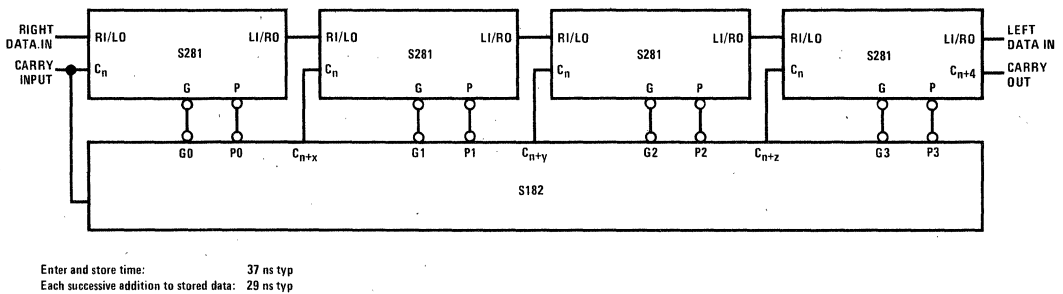 RIGHT
DATA.IN
RI/LO
LI/RO
RI/LO
LI/RO
RI/LO
LI/RO
RI/LO
LI/RO
LEFT
DATA IN
S281
S281
S281
S281
CARRY
INPUT
Cn
Cn
Cn
Cn
Cn+4
CARRY
OUT
G P
G P
G P
G P
G0 P0 Cn+x G1 P1 Cn+y G2 P2 Cn+z G3 P3
S182
Enter and store time: 37 ns typ
Each successive addition to stored data: 29 ns typ